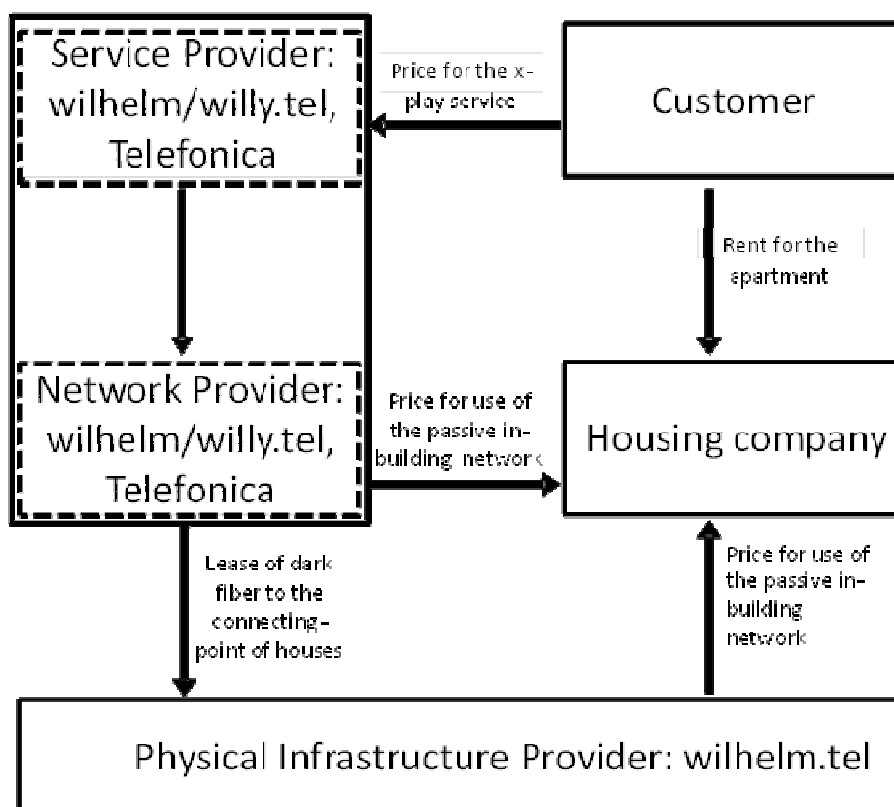 Service Provider:
wilhelm/willy.tel,
Telefonica
Price for the x-
play service
Customer
Rent for the
apartment
Network Provider:
wilhelm/willy.tel,
Telefonica
Price for use of
the passive in-
building network
Housing company
Lease of dark
fiber to the
connecting-
point of houses
Price for use of
the passive in-
building
network
Physical Infrastructure Provider: wilhelm.tel